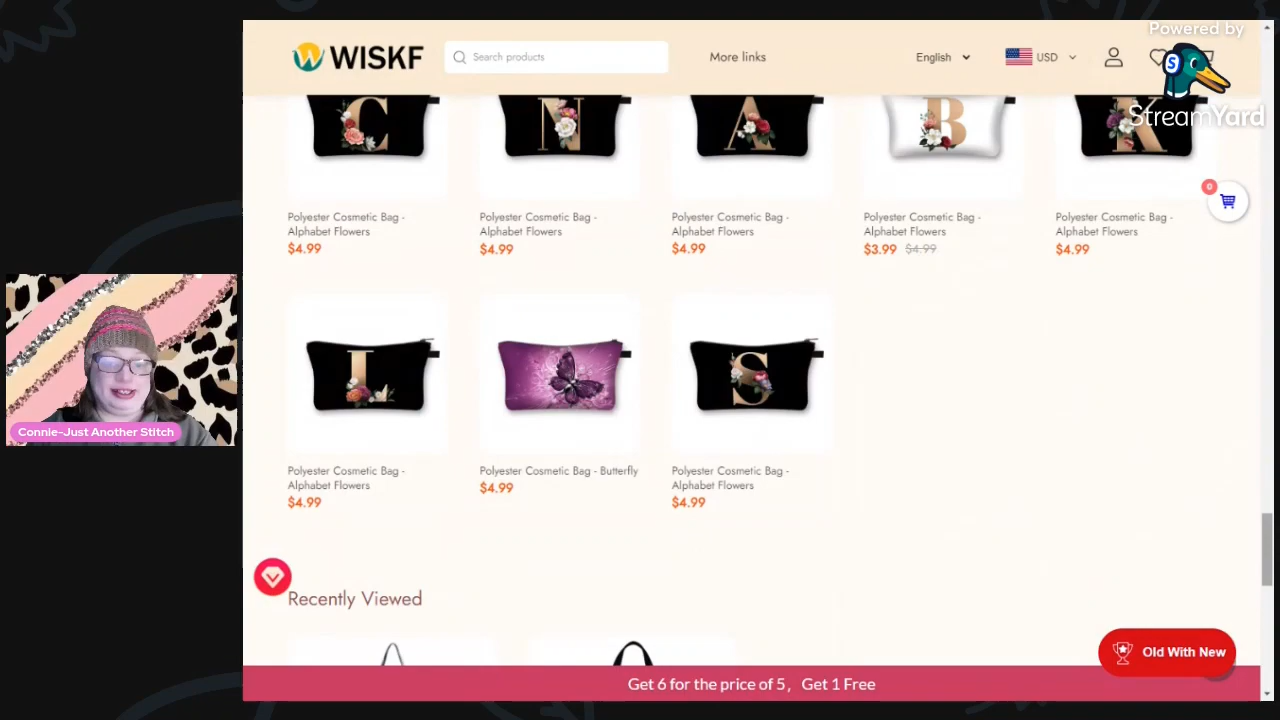 Powered by
StreamYard
WISKF
Search products
More links
English
USD
C
N
A
B
K
0
Polyester Cosmetic Bag -
Alphabet Flowers
$4.99
Polyester Cosmetic Bag -
Alphabet Flowers
$4.99
Polyester Cosmetic Bag -
Alphabet Flowers
$4.99
Polyester Cosmetic Bag -
Alphabet Flowers
$3.99 $4.99
Polyester Cosmetic Bag -
Alphabet Flowers
$4.99
S
Polyester Cosmetic Bag -
Alphabet Flowers
$4.99
Polyester Cosmetic Bag - Butterfly
$4.99
Polyester Cosmetic Bag -
Alphabet Flowers
$4.99
Connie-Just Another Stitch
Recently Viewed
Old With New
Get 6 for the price of 5, Get 1 Free